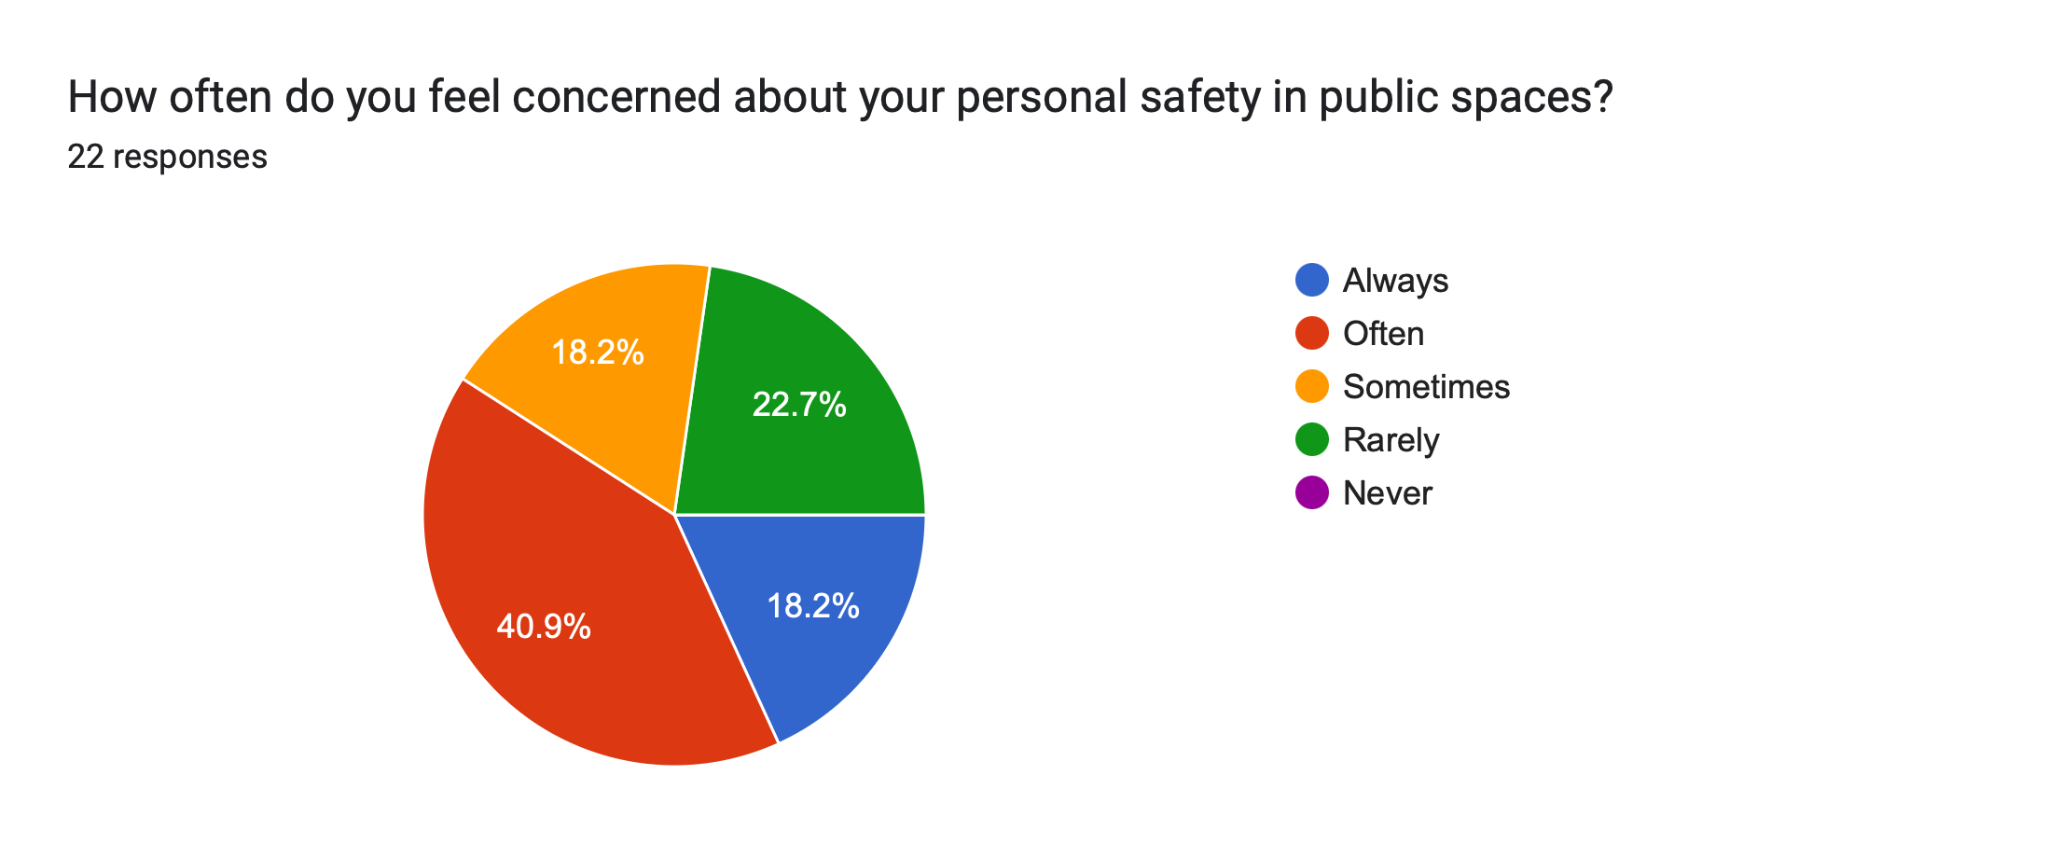 How often do you feel concerned about your personal safety in public spaces?
22 responses
18.2%
22.7%
40.9%
18.2%
Always
Often
Sometimes
Rarely
Never